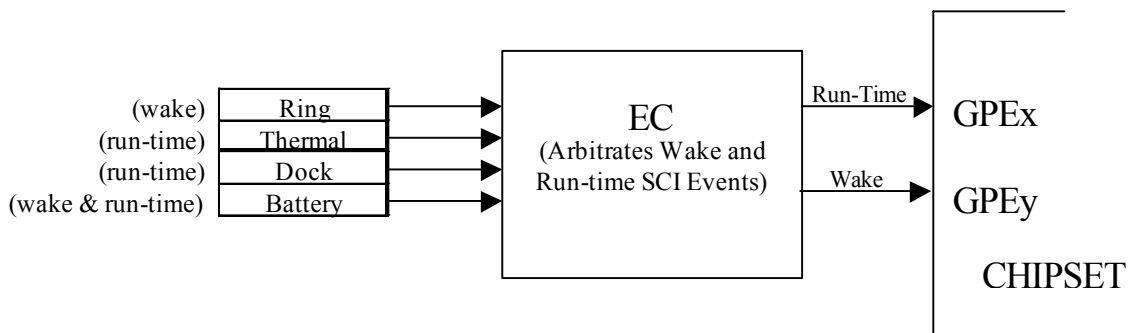 (wake) Ring
(run-time) Thermal
(run-time) Dock
(wake & run-time) Battery
EC
(Arbitrates Wake and
Run-time SCI Events)
Run-Time
Wake
GPEx
GPEy
CHIPSET